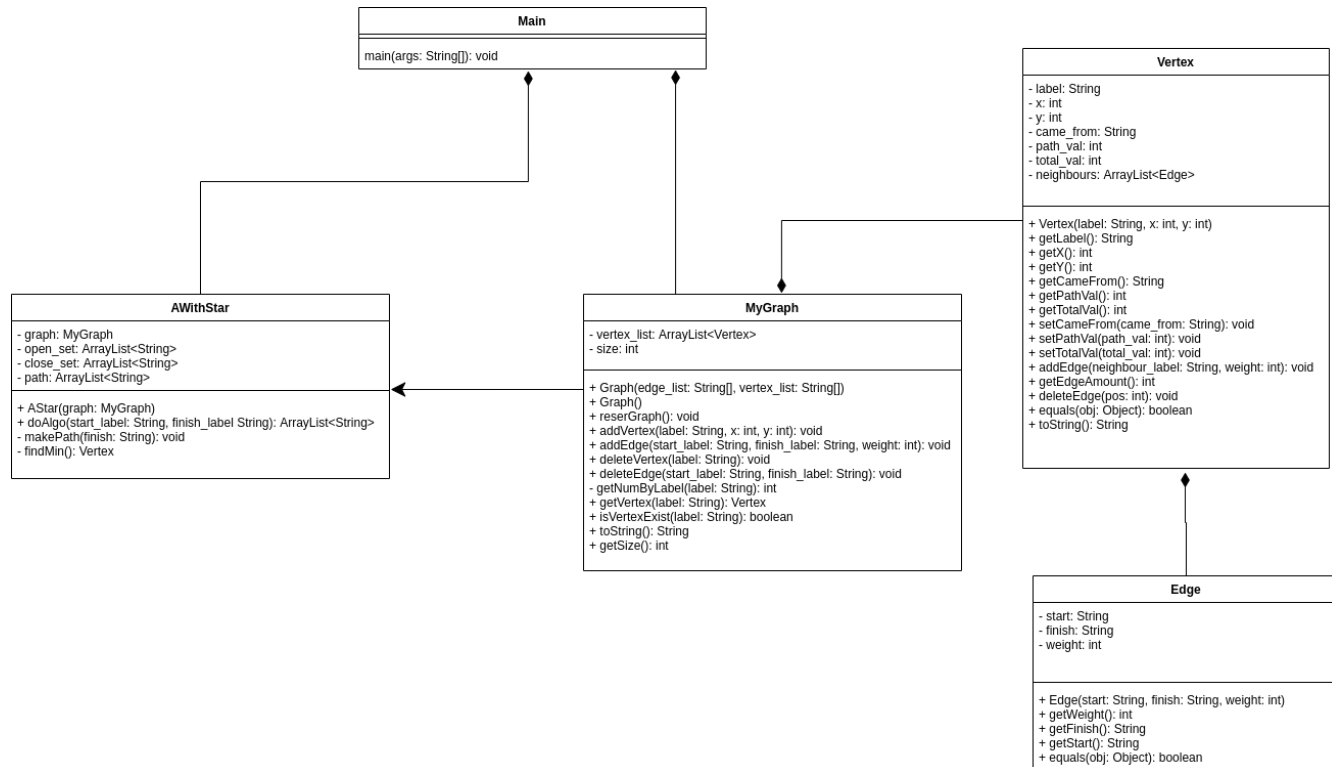 Main
main(args: String[]): void
Vertex
- label: String
- x: int
- y: int
- came_from: String
- path_val: int
- total_val: int
- neighbours: ArrayList<Edge>
+ Vertex(label: String, x: int, y: int)
+ getLabel(): String
+ getX(): int
+ getY(): int
+ getCameFrom(): String
+ getPathVal(): int
+ getTotalVal(): int
+ setCameFrom(came_from: String): void
+ setPathVal(path_val: int): void
+ setTotalVal(total_val: int): void
+ addEdge(neighbour_label: String, weight: int): void
+ getEdgeAmount(): int
+ deleteEdge(pos: int): void
+ equals(obj: Object): boolean
+ toString(): String
AWithStar
- graph: MyGraph
- open_set: ArrayList<String>
- close_set: ArrayList<String>
- path: ArrayList<String>
+ AStar(graph: MyGraph)
+ doAlgo(start_label: String, finish_label String): ArrayList<String>
- makePath(finish: String): void
- findMin(): Vertex
MyGraph
- vertex_list: ArrayList<Vertex>
- size: int
+ Graph(edge_list: String[], vertex_list: String[])
+ Graph()
+ reserGraph(): void
+ addVertex(label: String, x: int, y: int): void
+ addEdge(start_label: String, finish_label: String, weight: int): void
+ deleteVertex(label: String): void
+ deleteEdge(start_label: String, finish_label: String): void
- getNumByLabel(label: String): int
+ getVertex(label: String): Vertex
+ isVertexExist(label: String): boolean
+ toString(): String
+ getSize(): int
Edge
- start: String
- finish: String
- weight: int
+ Edge(start: String, finish: String, weight: int)
+ getWeight(): int
+ getFinish(): String
+ getStart(): String
+ equals(obj: Object): boolean